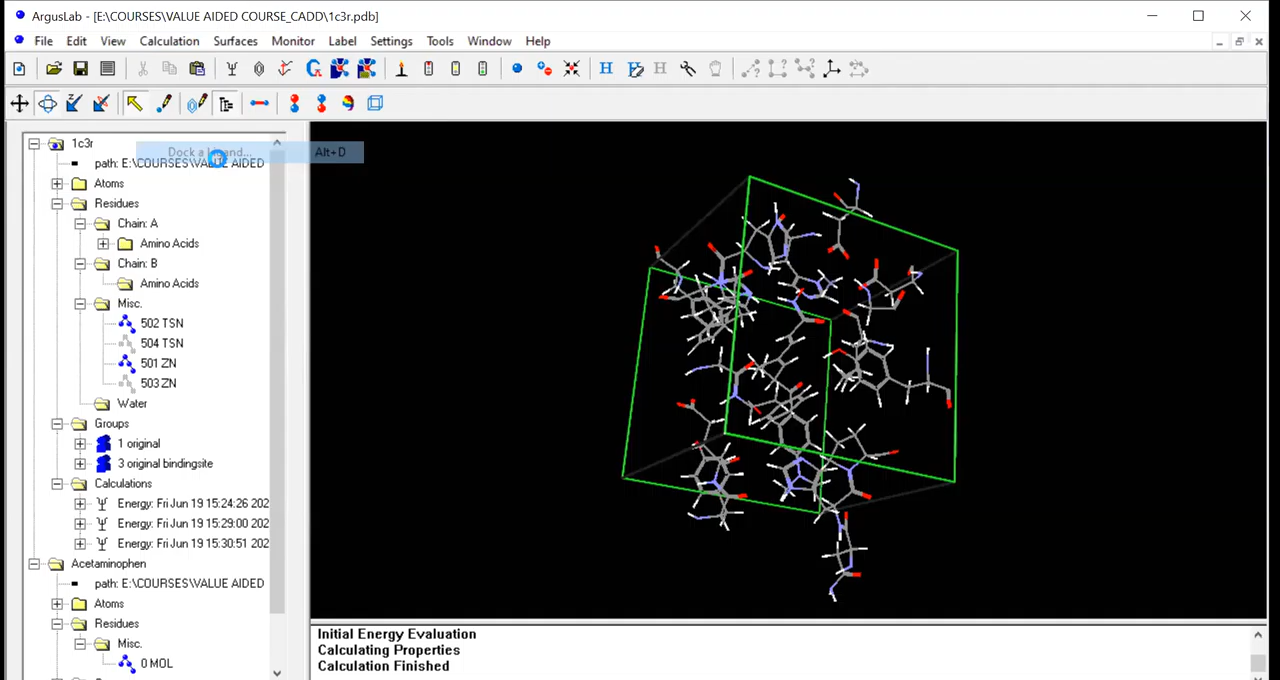 ArgusLab - [E:\COURSES\VALUE AIDED COURSE_CADD\1c3r.pdb]
File Edit View Calculation Surfaces Monitor Label Settings Tools Window Help
1c3r
Dock a Alt+D
path: E:\COURSES\VALUE AIDED
Atoms
Residues
Chain: A
Amino Acids
Chain: B
Amino Acids
Misc.
502 TSN
504 TSN
501 ZN
503 ZN
Water
Groups
1 original
3 original bindingsite
Calculations
Energy: Fri Jun 19 15:24:26 202
Energy: Fri Jun 19 15:29:00 202
Energy: Fri Jun 19 15:30:51 202
Acetaminophen
path: E:\COURSES\VALUE AIDED
Atoms
Residues
Misc.
0 MOL
Initial Energy Evaluation
Calculating Properties
Calculation Finished